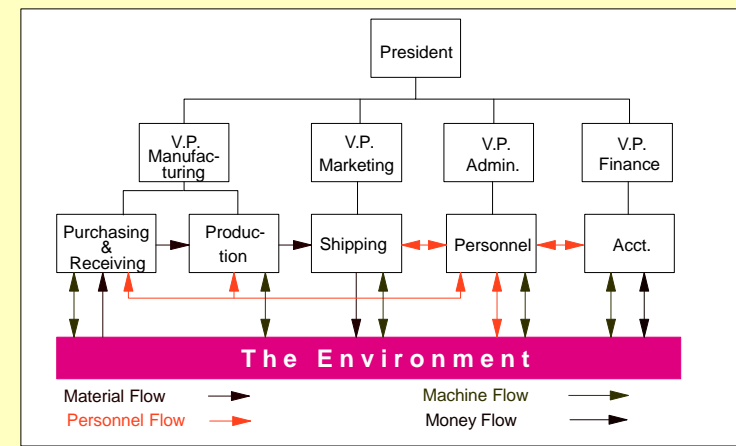 President
V.P.
Manufac-
turing
V.P.
Marketing
V.P.
Admin.
V.P.
Finance
Purchasing
&
Receiving
Produc-
tion
Shipping
Personnel
Acct.
The Environment
Material Flow
Machine Flow
Personnel Flow
Money Flow